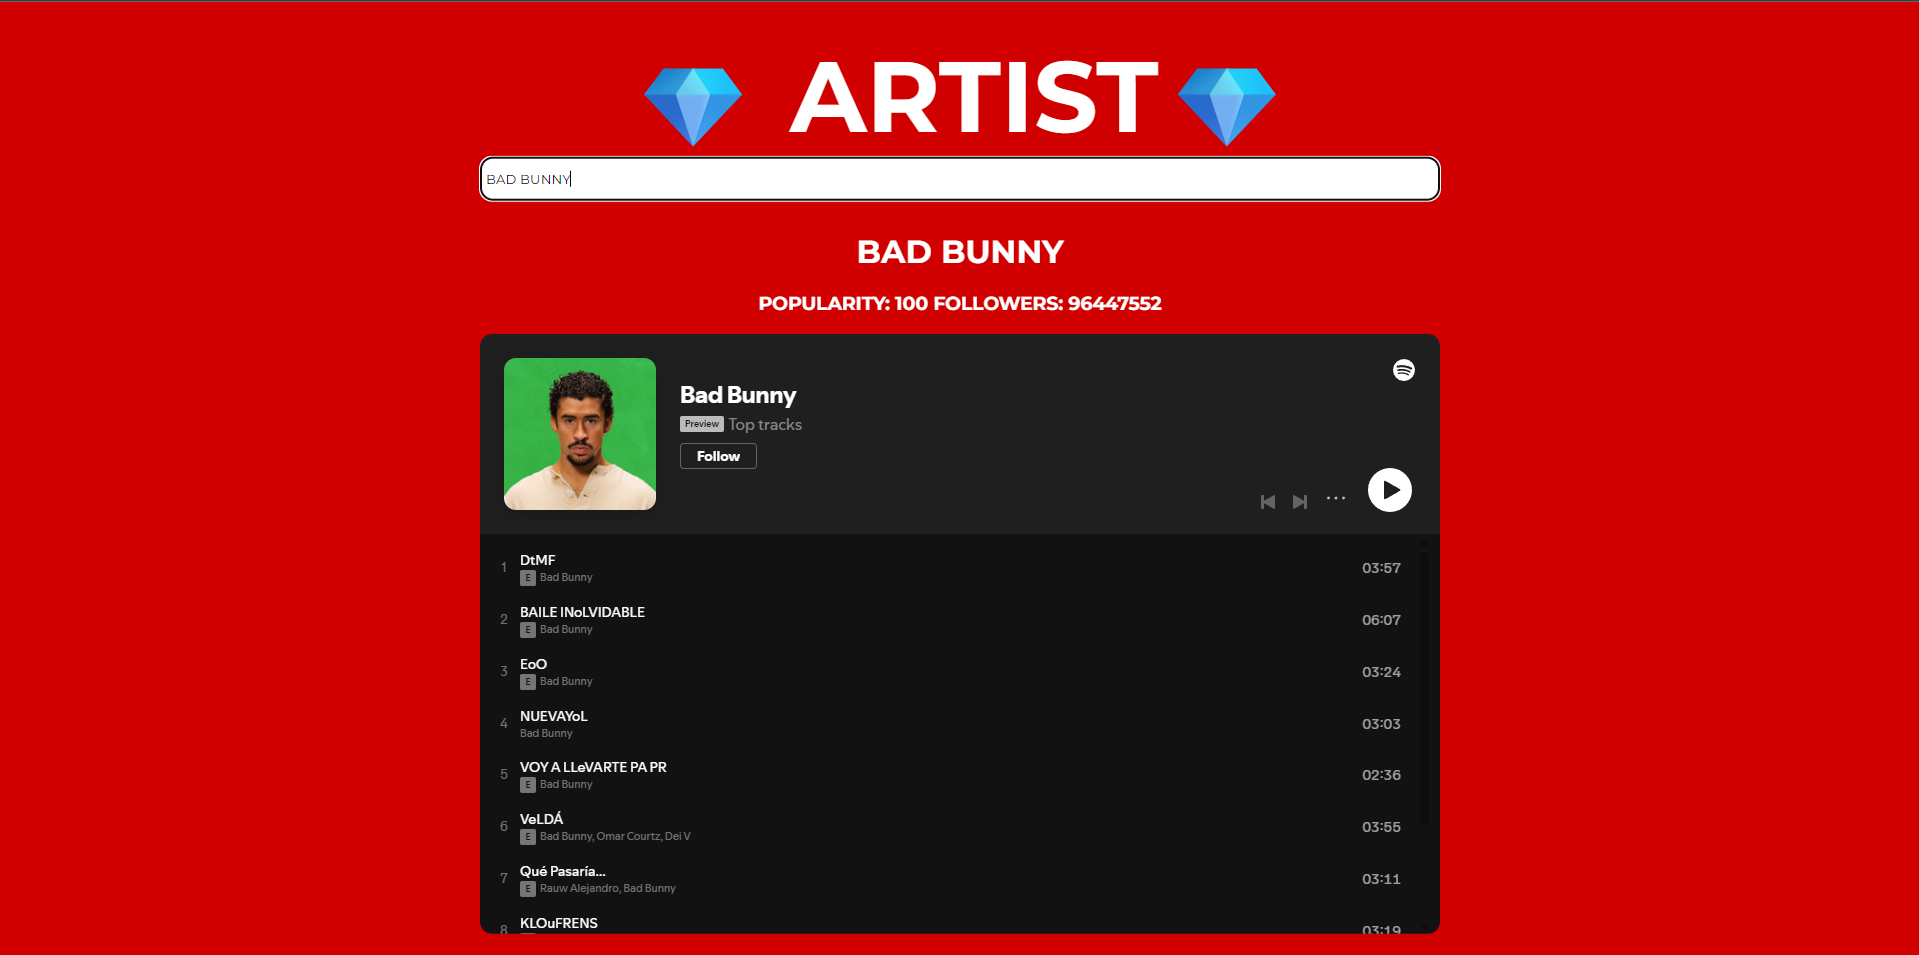 ARTIST
BAD BUNNY
BAD BUNNY
POPULARITY: 100 FOLLOWERS: 96447552
Bad Bunny
Preview Top tracks
Follow
1 DtMF 03:57
E Bad Bunny
2 BAILE INoLVIDABLE 06:07
E Bad Bunny
3 EoO 03:24
E Bad Bunny
4 NUEVAYoL 03:03
Bad Bunny
5 VOY A LLeVARTE PA PR 02:36
E Bad Bunny
6 VeLDÁ 03:55
E Bad Bunny, Omar Courtz, Dei V
7 Qué Pasaría... 03:11
E Rauw Alejandro, Bad Bunny
8 KLOuFRENS 03:19